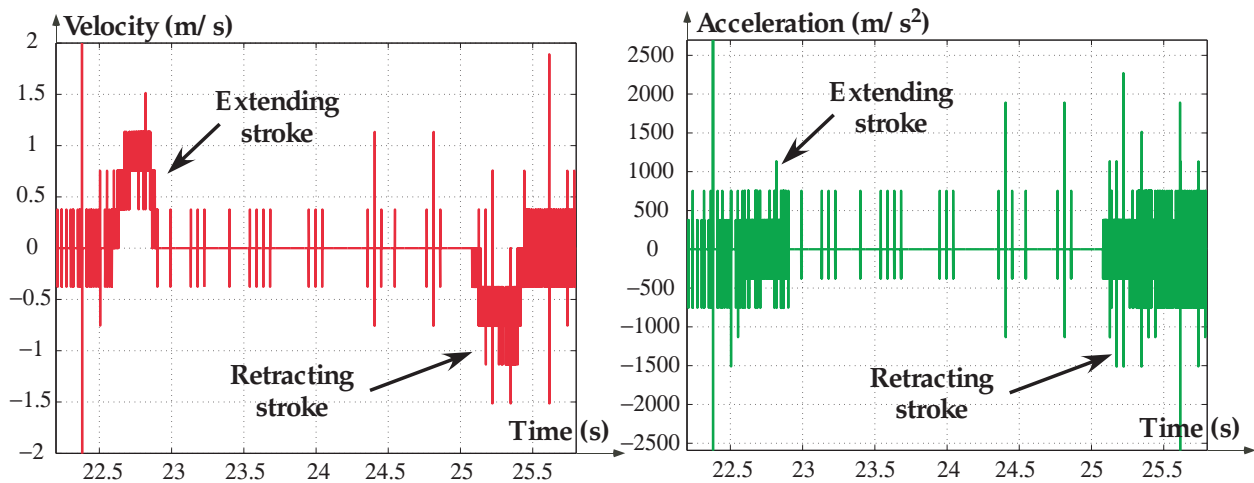 Velocity (m/ s)
2
1.5
1
0.5
0
−0.5
−1
−1.5
−2
Extending
stroke
Retracting
stroke
Time (s)
22.5 23 23.5 24 24.5 25 25.5
Acceleration (m/ s²)
2500
2000
1500
1000
500
0
−500
−1000
−1500
−2000
−2500
Extending
stroke
Retracting
stroke
Time (s)
22.5 23 23.5 24 24.5 25 25.5